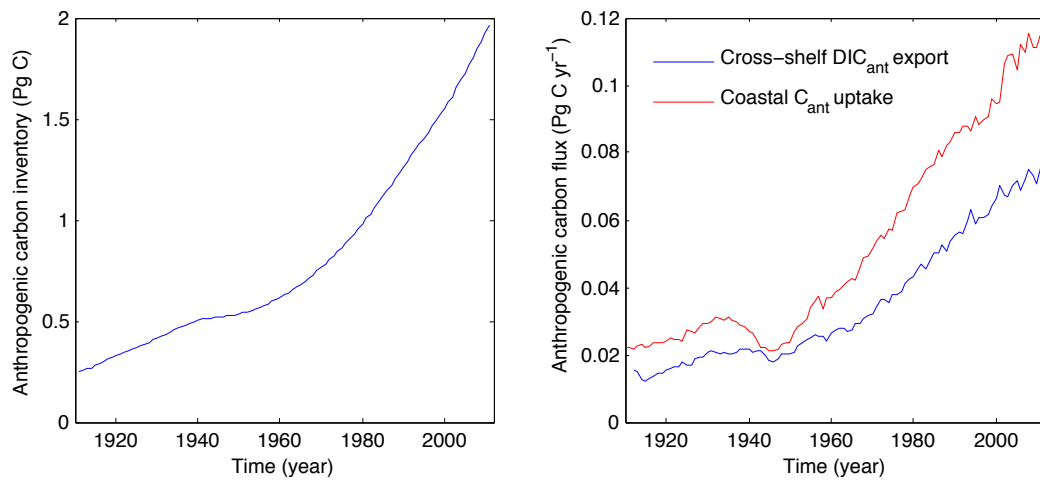 2
1.5
1
0.5
0
1920 1940 1960 1980 2000
Time (year)
Anthropogenic carbon inventory (Pg C)
0.12
0.1
0.08
0.06
0.04
0.02
0
1920 1940 1960 1980 2000
Time (year)
Anthropogenic carbon flux (Pg C yr−1)
Cross−shelf DICant export
Coastal Cant uptake